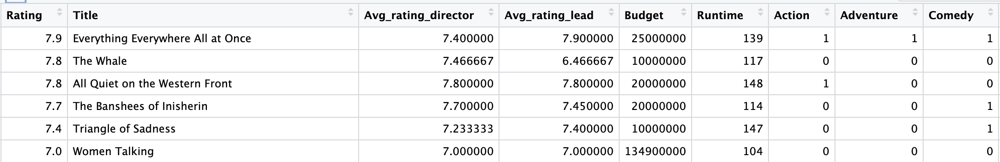 Rating Title Avg_rating_director Avg_rating_lead Budget Runtime Action Adventure Comedy
7.9 Everything Everywhere All at Once 7.400000 7.900000 25000000 139 1 1 1
7.8 The Whale 7.466667 6.466667 10000000 117 0 0 0
7.8 All Quiet on the Western Front 7.800000 7.800000 20000000 148 1 0 0
7.7 The Banshees of Inisherin 7.700000 7.450000 20000000 114 0 0 1
7.4 Triangle of Sadness 7.233333 7.400000 10000000 147 0 0 1
7.0 Women Talking 7.000000 7.000000 134900000 104 0 0 0